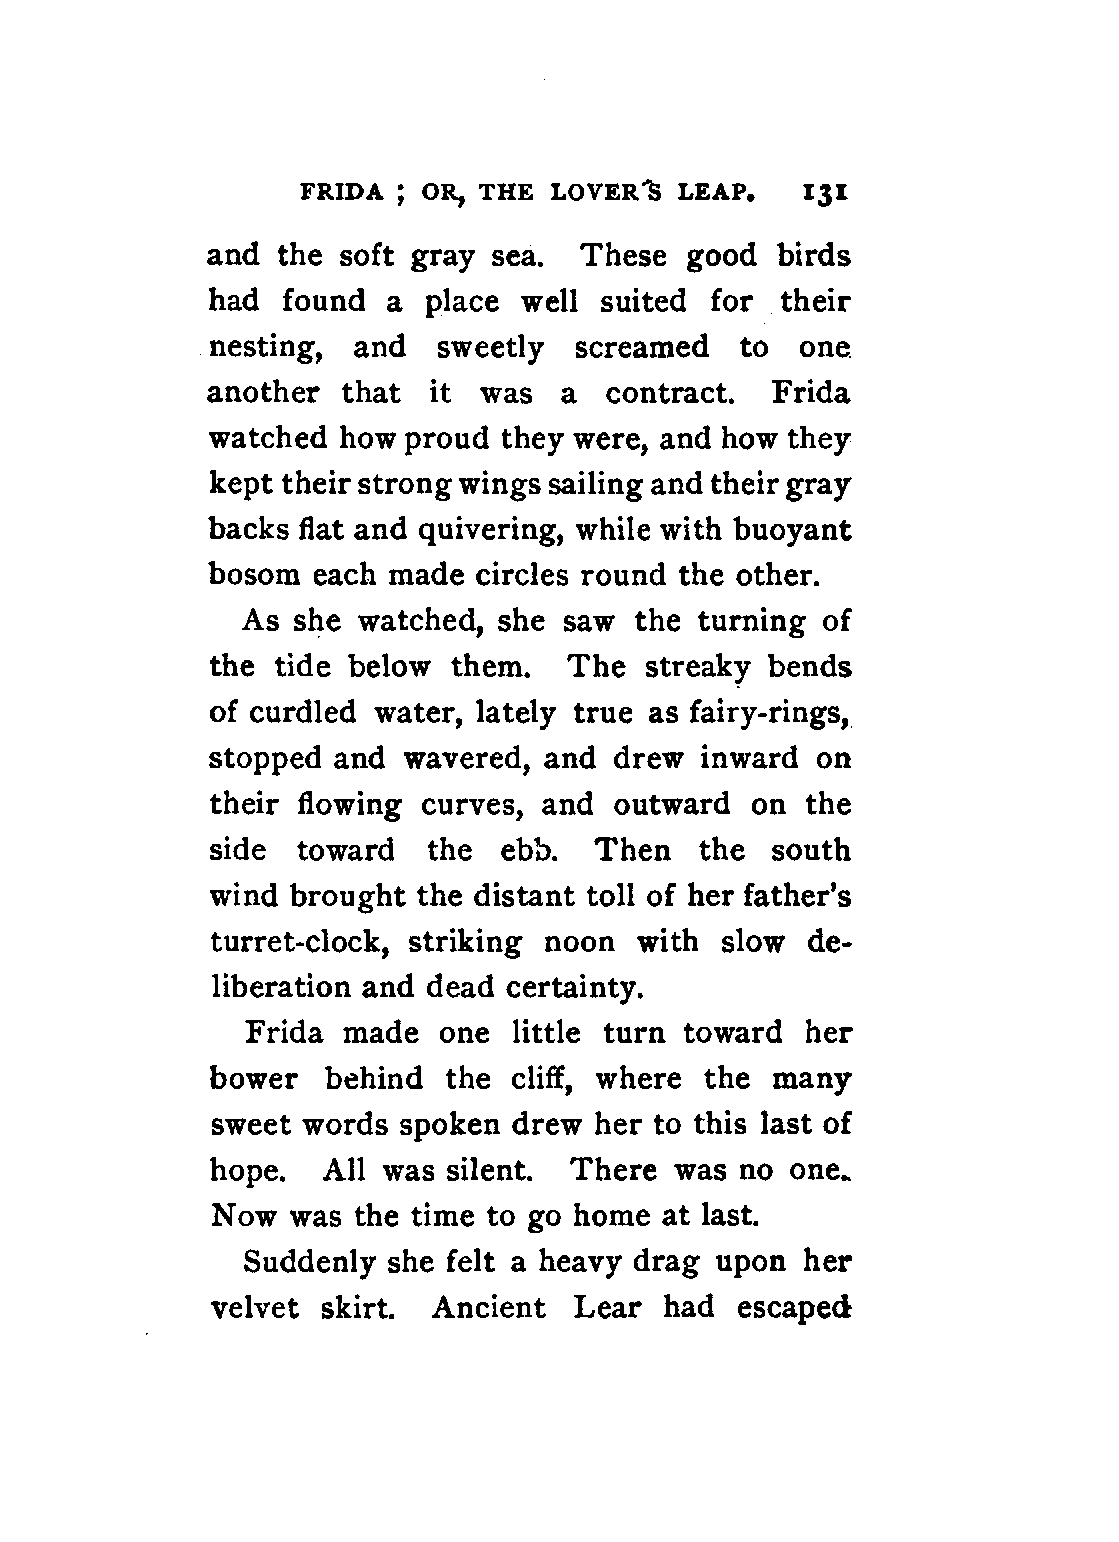 FRIDA ; OR, THE LOVER'S LEAP. 131
and the soft gray sea. These good birds
had found a place well suited for their
nesting, and sweetly screamed to one
another that it was a contract. Frida
watched how proud they were, and how they
kept their strong wings sailing and their gray
backs flat and quivering, while with buoyant
bosom each made circles round the other.
As she watched, she saw the turning of
the tide below them. The streaky bends
of curdled water, lately true as fairy-rings,
stopped and wavered, and drew inward on
their flowing curves, and outward on the
side toward the ebb. Then the south
wind brought the distant toll of her father's
turret-clock, striking noon with slow de-
liberation and dead certainty.
Frida made one little turn toward her
bower behind the cliff, where the many
sweet words spoken drew her to this last of
hope. All was silent. There was no one.
Now was the time to go home at last.
Suddenly she felt a heavy drag upon her
velvet skirt. Ancient Lear had escaped